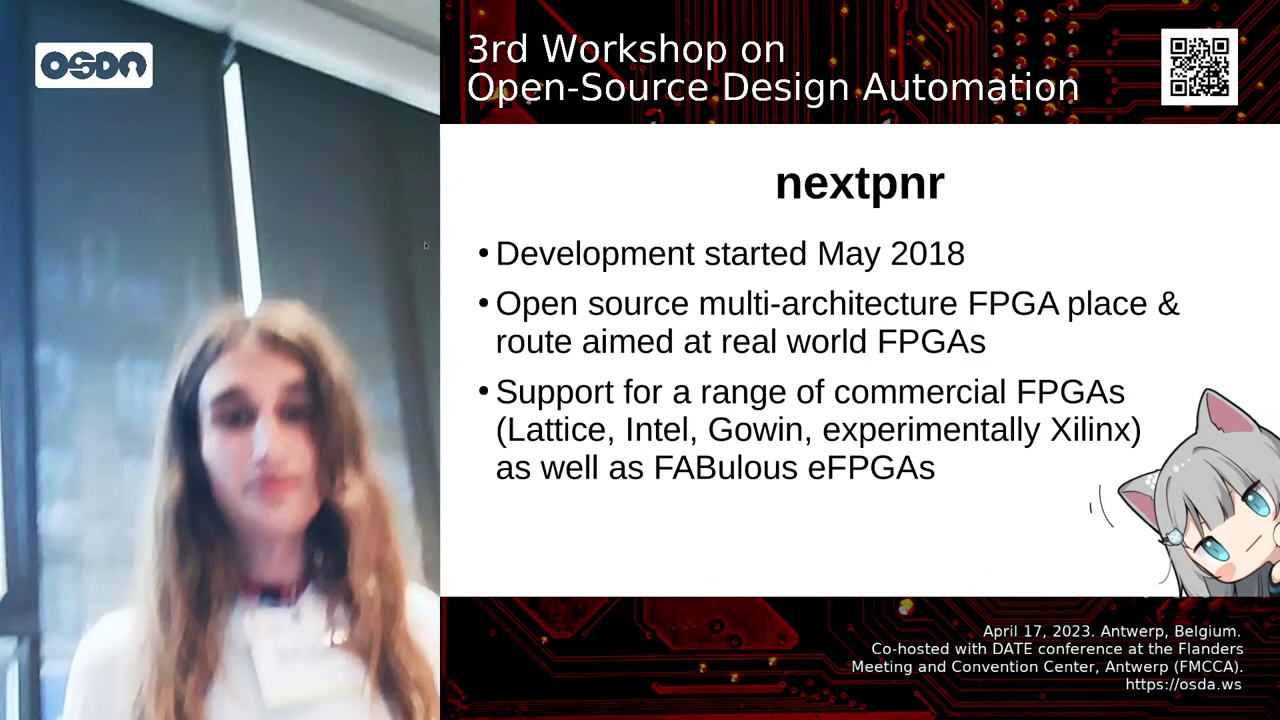 OSDA
3rd Workshop on
Open-Source Design Automation
nextpnr
• Development started May 2018
• Open source multi-architecture FPGA place &
route aimed at real world FPGAs
• Support for a range of commercial FPGAs
(Lattice, Intel, Gowin, experimentally Xilinx)
as well as FABulous eFPGAs
April 17, 2023. Antwerp, Belgium.
Co-hosted with DATE conference at the Flanders
Meeting and Convention Center, Antwerp (FMCCA).
https://osda.ws